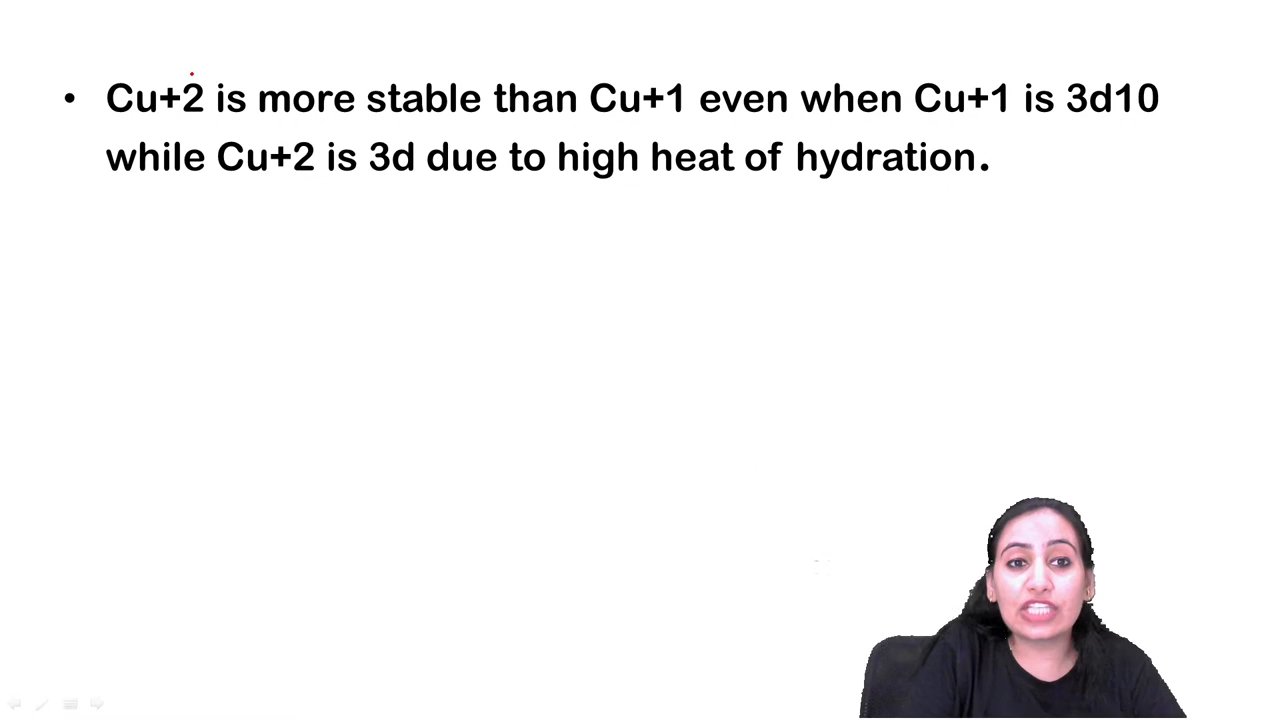 • Cu+2 is more stable than Cu+1 even when Cu+1 is 3d10
while Cu+2 is 3d due to high heat of hydration.